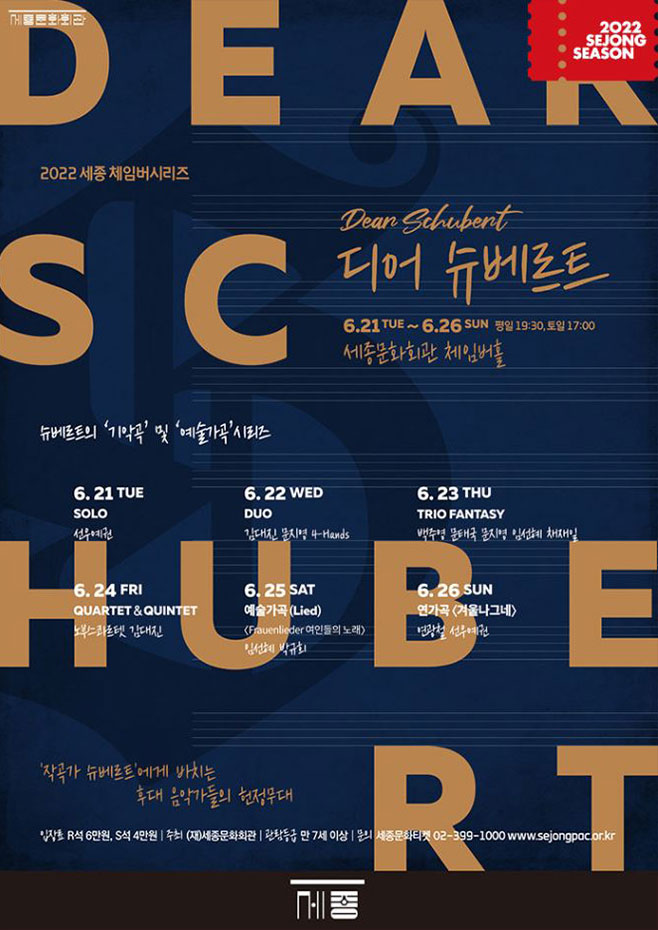 세종문화회관
2022
SEJONG
SEASON
DEAR
2022 세종 체임버시리즈
Dear Schubert
디어 슈베르트
SC
6.21 TUE ~ 6.26 SUN 평일 19:30, 토일 17:00
세종문화회관 체임버홀
슈베르트의 '기악곡' 및 '예술가곡' 시리즈
6. 21 TUE
SOLO
선우예권
6. 22 WED
DUO
김대진 문지영 4-Hands
6. 23 THU
TRIO FANTASY
백주영 문태국 문지영 임선혜 채재일
HUBE
6. 24 FRI
QUARTET & QUINTET
노부스콰르텟 김대진
6. 25 SAT
예술가곡 (Lied)
〈Frauenlieder 여인들의 노래〉
임선혜 박규희
6. 26 SUN
연가곡 〈겨울나그네〉
연광철 선우예권
RT
'작곡가 슈베르트'에게 바치는
후대 음악가들의 헌정무대
입장료 R석 6만원, S석 4만원 | 주최 (재)세종문화회관 | 관람등급 만 7세 이상 | 문의 세종문화티켓 02-399-1000 www.sejongpac.or.kr
세종